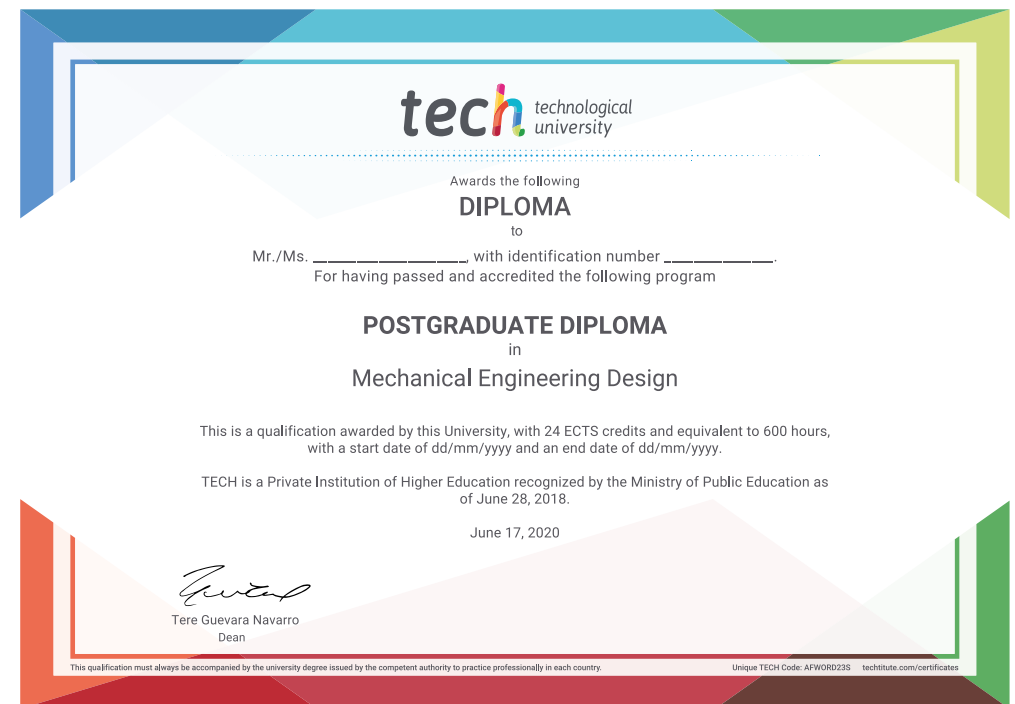 tech technological
university
Awards the following
DIPLOMA
to
Mr./Ms. ____________________, with identification number ______________.
For having passed and accredited the following program
POSTGRADUATE DIPLOMA
in
Mechanical Engineering Design
This is a qualification awarded by this University, with 24 ECTS credits and equivalent to 600 hours,
with a start date of dd/mm/yyyy and an end date of dd/mm/yyyy.
TECH is a Private Institution of Higher Education recognized by the Ministry of Public Education as
of June 28, 2018.
June 17, 2020
Tere Guevara Navarro
Dean
This qualification must always be accompanied by the university degree issued by the competent authority to practice professionally in each country.
Unique TECH Code: AFWORD23S techtitute.com/certificates